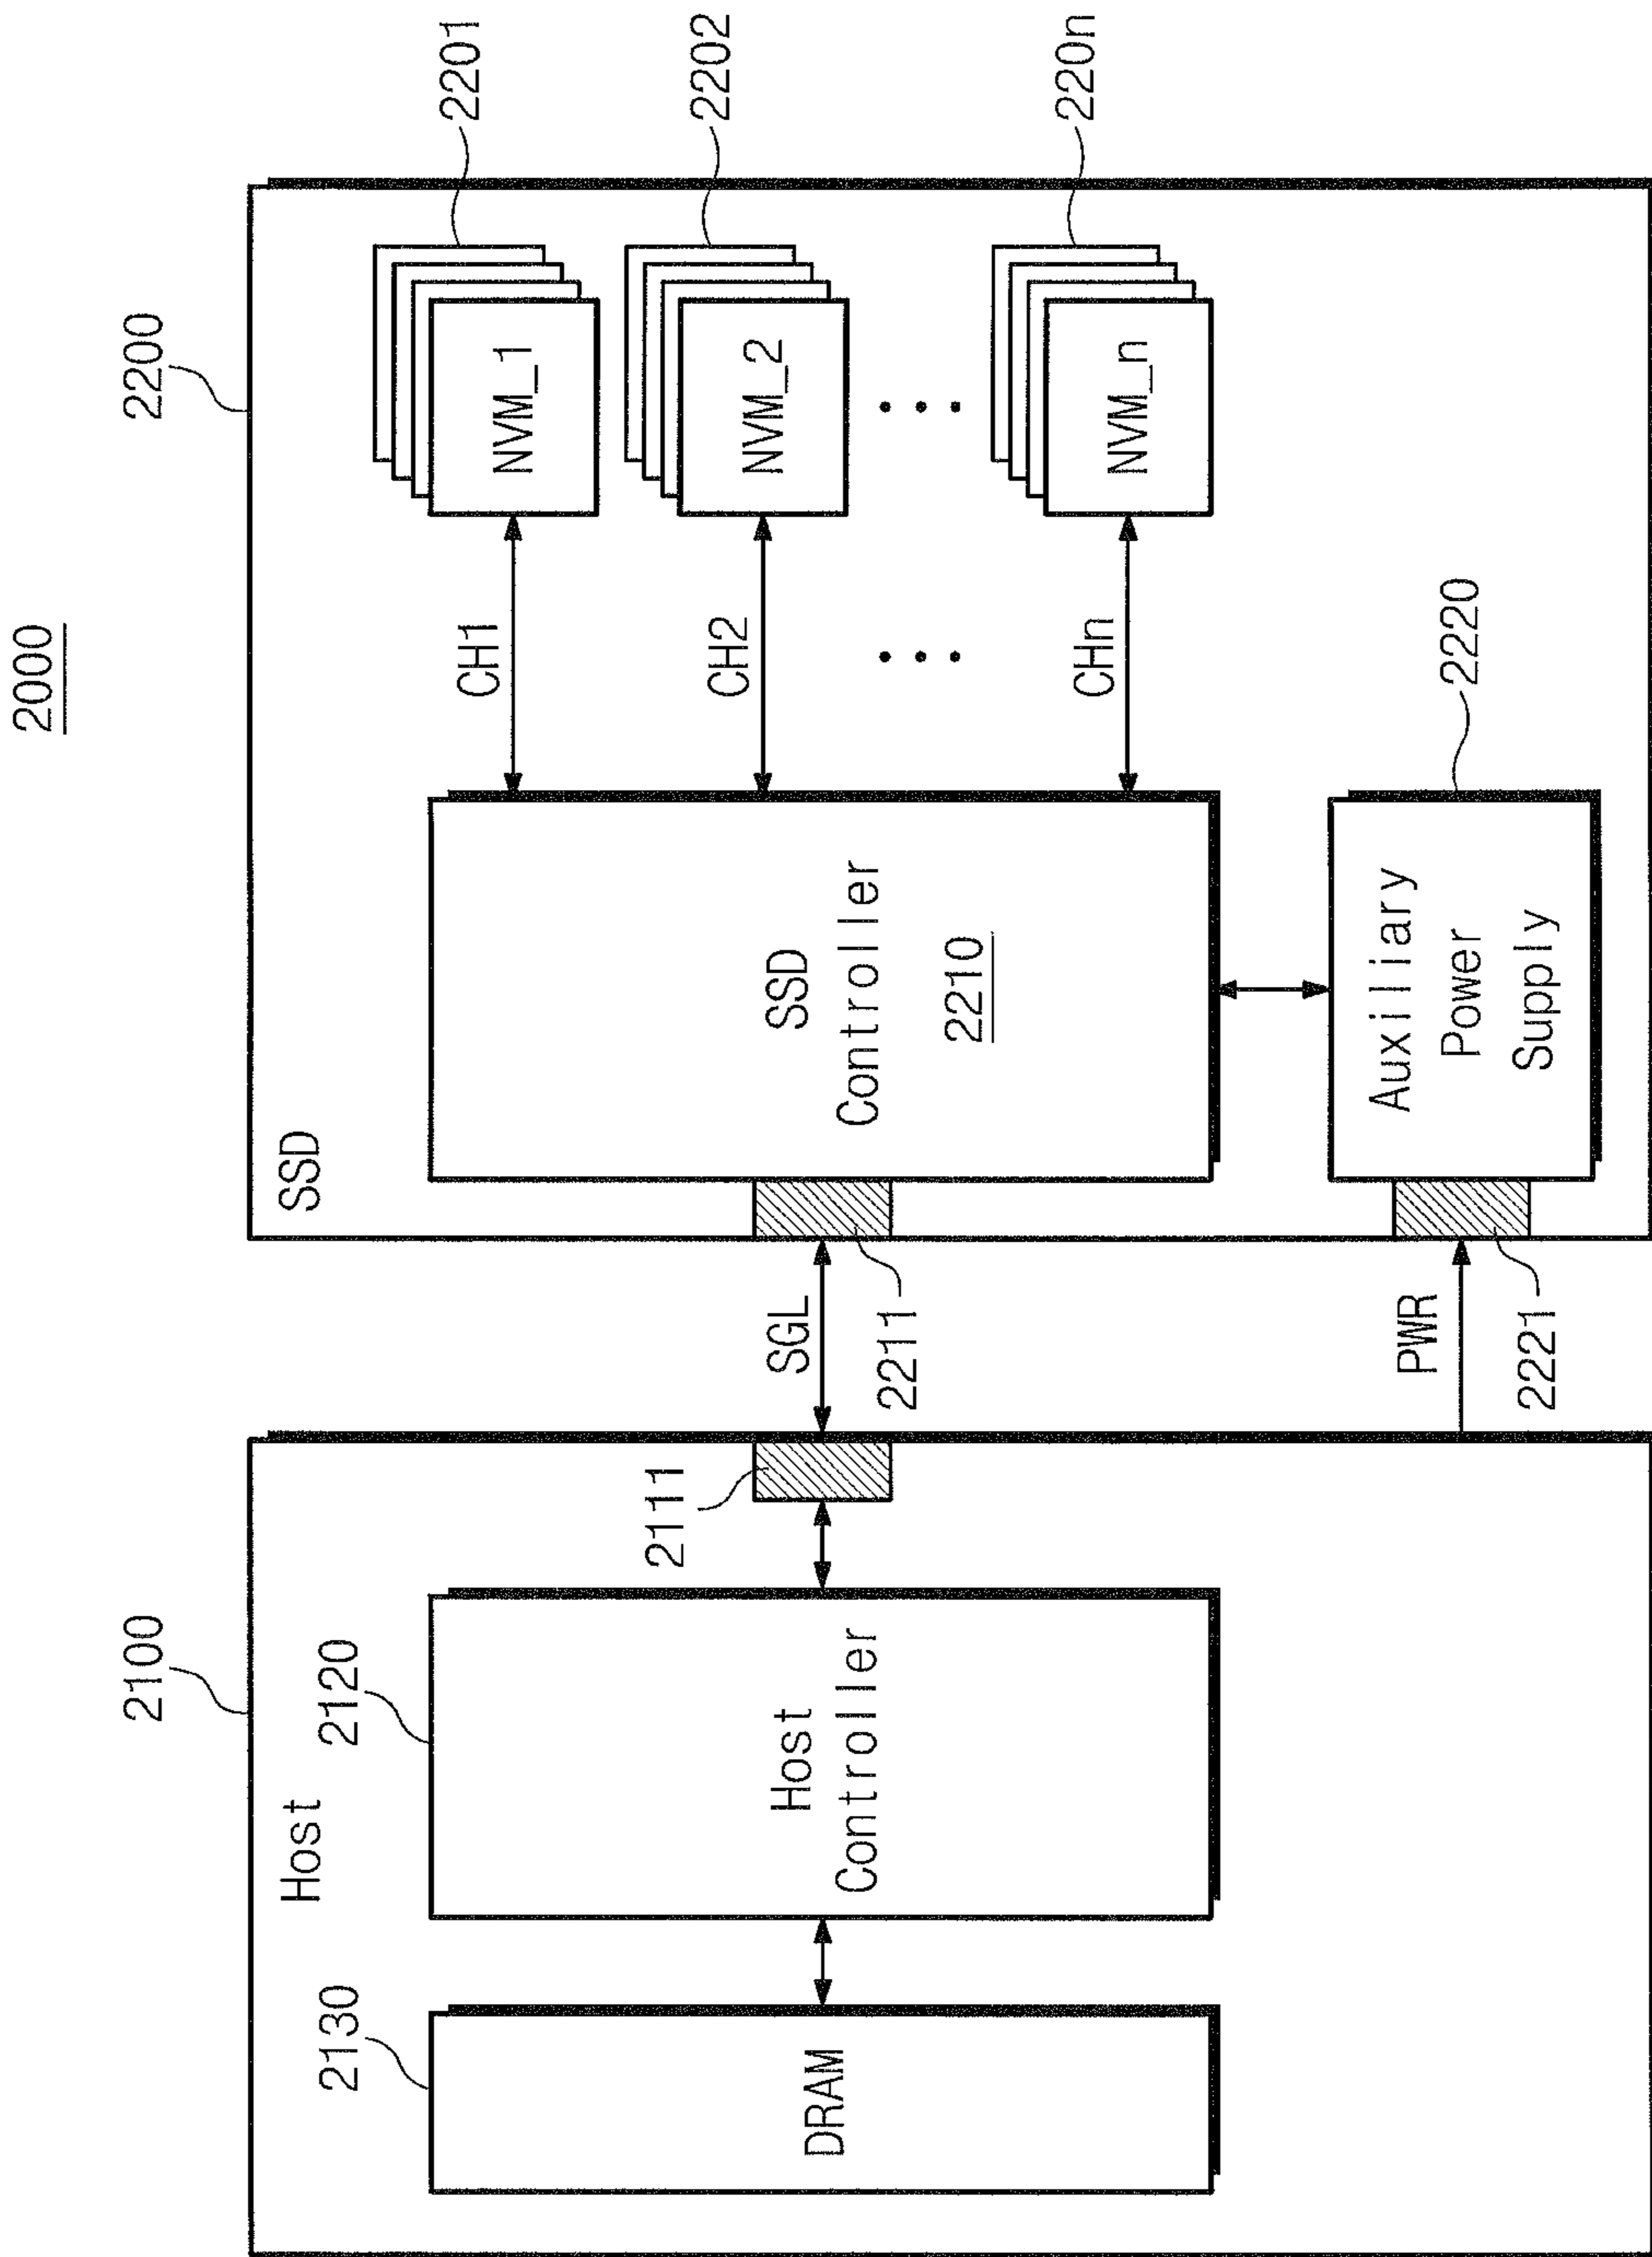 2000
2100
2200
Host
SSD
2130
2120
2111
DRAM
Host
Controller
SGL
2211
PWR
2221
SSD
Controller
2210
Auxiliary
Power
Supply
2220
CH1
CH2
CHn
NVM_1
NVM_2
NVM_n
2201
2202
220n